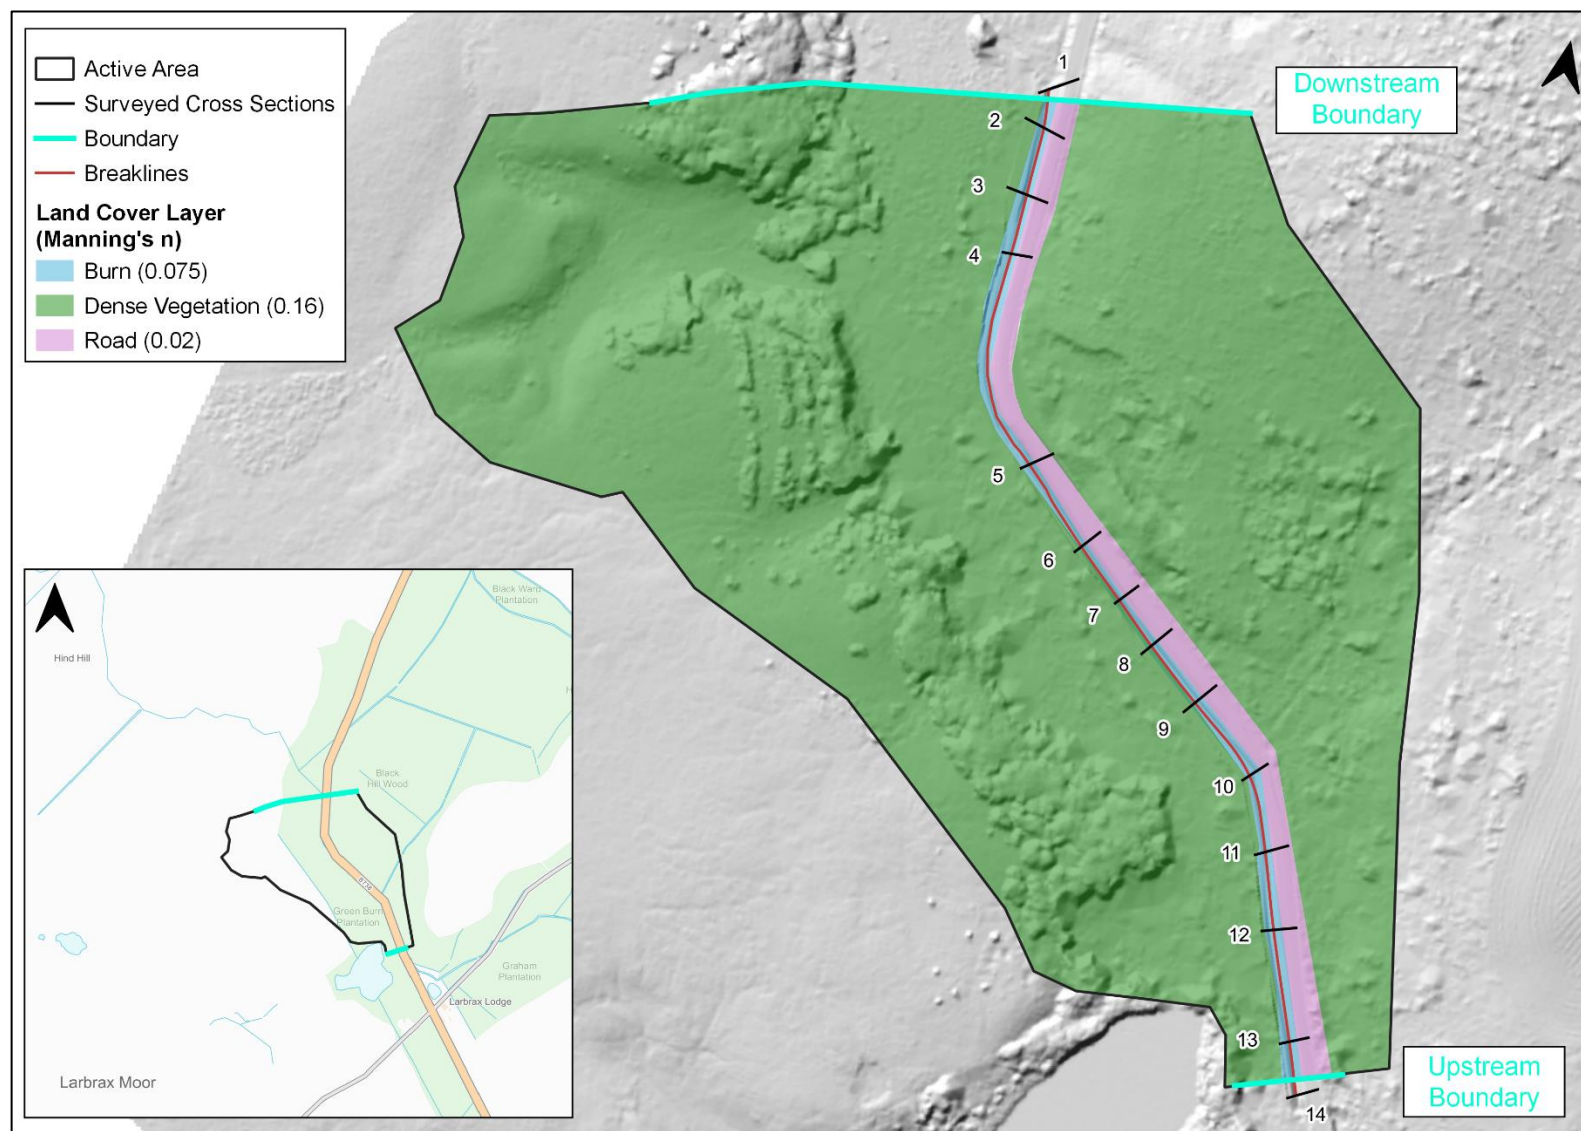 Active Area
Surveyed Cross Sections
Boundary
Breaklines
Land Cover Layer
(Manning's n)
Burn (0.075)
Dense Vegetation (0.16)
Road (0.02)
Downstream
Boundary
1
2
3
4
5
6
7
8
9
10
11
12
13
14
Upstream
Boundary
Black Ward
Plantation
Hind Hill
Black
Hill Wood
B738
Green Burn
Plantation
Graham
Plantation
Larbrax Lodge
Larbrax Moor